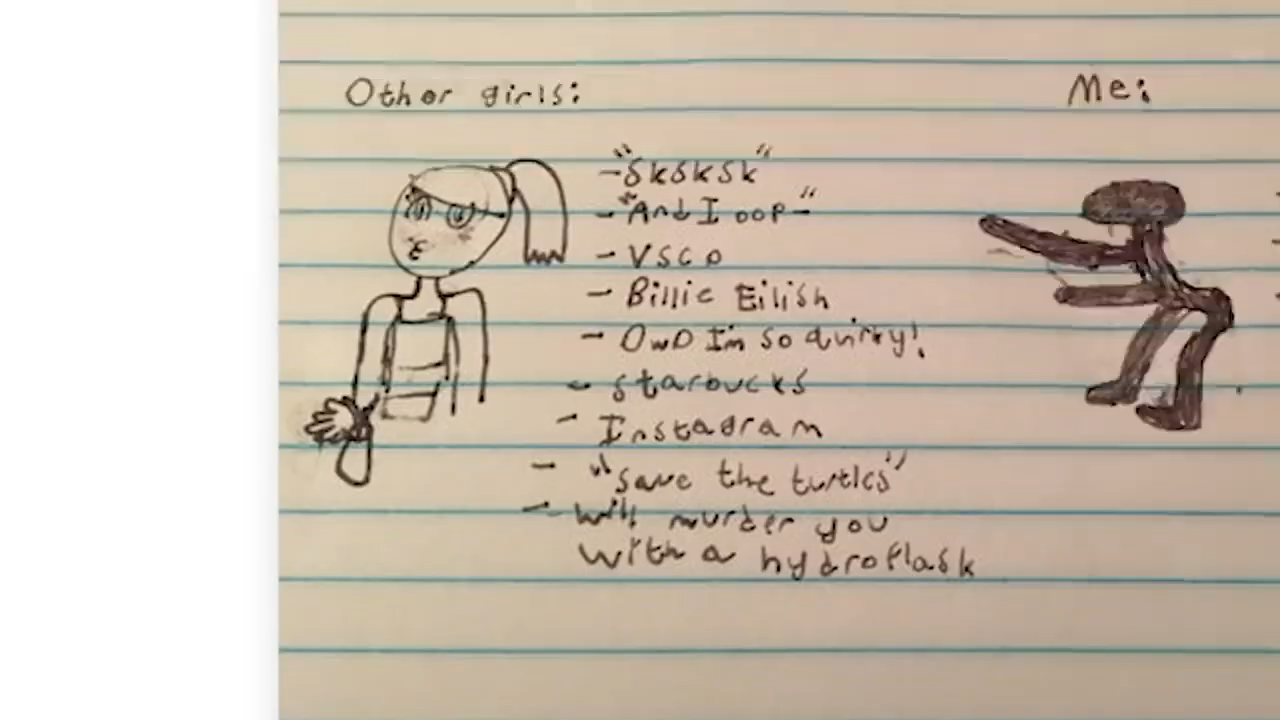 Other girls:
Me:
- "sksksk"
- "And I oop-"
- VSCO
- Billie Eilish
- OwO I'm so quirky!
- Starbucks
- Instagram
- "save the turtles"
- will murder you
with a hydroflask